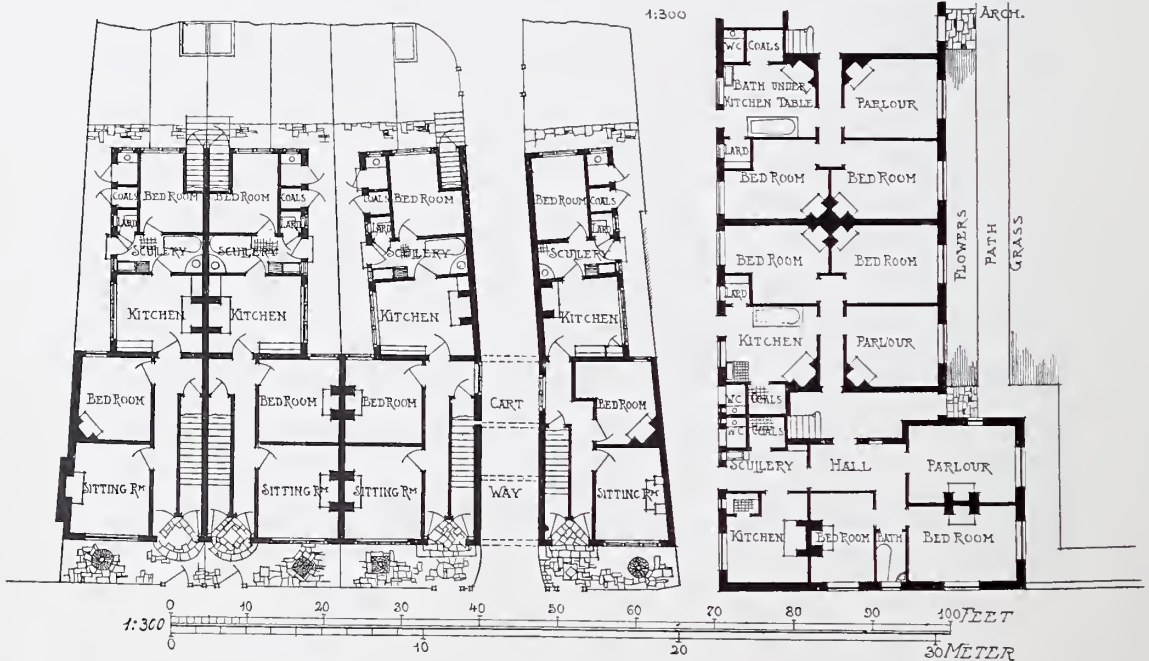 1:300
ARCH.
WC COALS
BATH UNDER
KITCHEN TABLE
PARLOUR
LARD
BED ROOM
BED ROOM
BED ROOM
BED ROOM
LARD
KITCHEN
PARLOUR
WC COALS
WC COALS
SCULLERY
HALL
PARLOUR
KITCHEN
BED ROOM
BATH
BED ROOM
FLOWERS
PATH
GRASS
BED ROOM
BED ROOM
BED ROOM
BED ROOM
COALS
COALS
COALS
COALS
LARD
LARD
LARD
LARD
SCULLERY
SCULLERY
SCULLERY
SCULLERY
KITCHEN
KITCHEN
KITCHEN
KITCHEN
BED ROOM
BED ROOM
BED ROOM
CART
BED ROOM
SITTING RM
SITTING RM
SITTING RM
WAY
SITTING RM
0 10 20 30 40 50 60 70 80 90 100 FEET
1:300
0 10 20 30 METER